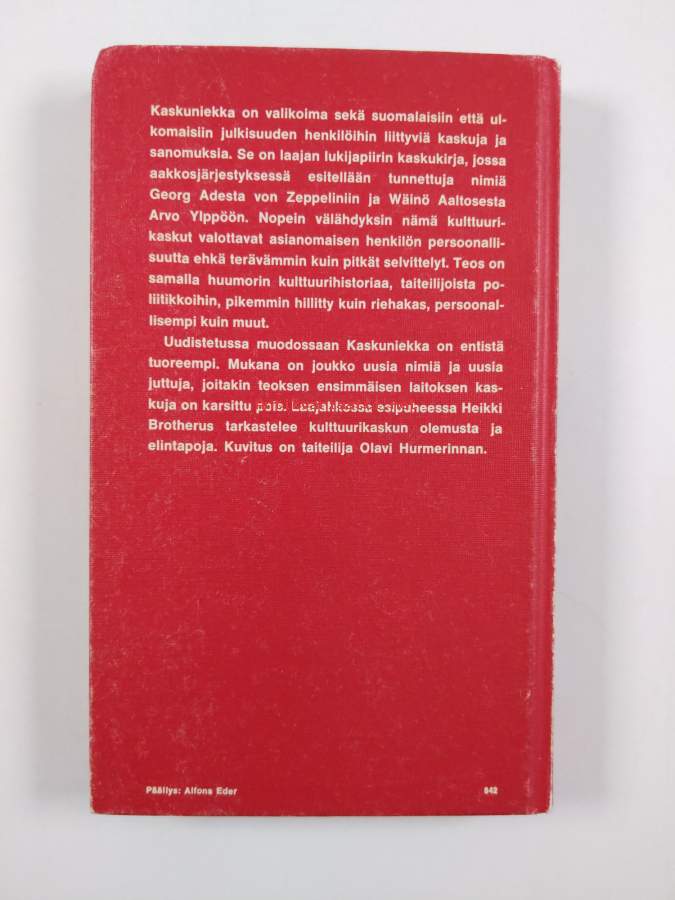 Kaskuniekka on valikoima sekä suomalaisiin että ul-
komaisiin julkisuuden henkilöihin liittyviä kaskuja ja
sanomuksia. Se on laajan lukijapiirin kaskukirja, jossa
aakkosjärjestyksessä esitellään tunnettuja nimiä
Georg Adesta von Zeppeliniin ja Wäinö Aaltosesta
Arvo Ylppöön. Nopein välähdyksin nämä kulttuuri-
kaskut valottavat asianomaisen henkilön persoonalli-
suutta ehkä terävämmin kuin pitkät selvittelyt. Teos on
samalla huumorin kulttuurihistoriaa, taiteilijoista po-
liitikkoihin, pikemmin hillitty kuin riehakas, persoonal-
lisempi kuin muut.
Uudistetussa muodossaan Kaskuniekka on entistä
tuoreempi. Mukana on joukko uusia nimiä ja uusia
juttuja, joitakin teoksen ensimmäisen laitoksen kas-
kuja on karsittu pois. Laajahkossa esipuheessa Heikki
Brotherus tarkastelee kulttuurikaskun olemusta ja
elintapoja. Kuvitus on taiteilija Olavi Hurmerinnan.
Päällys: Alfons Eder
842